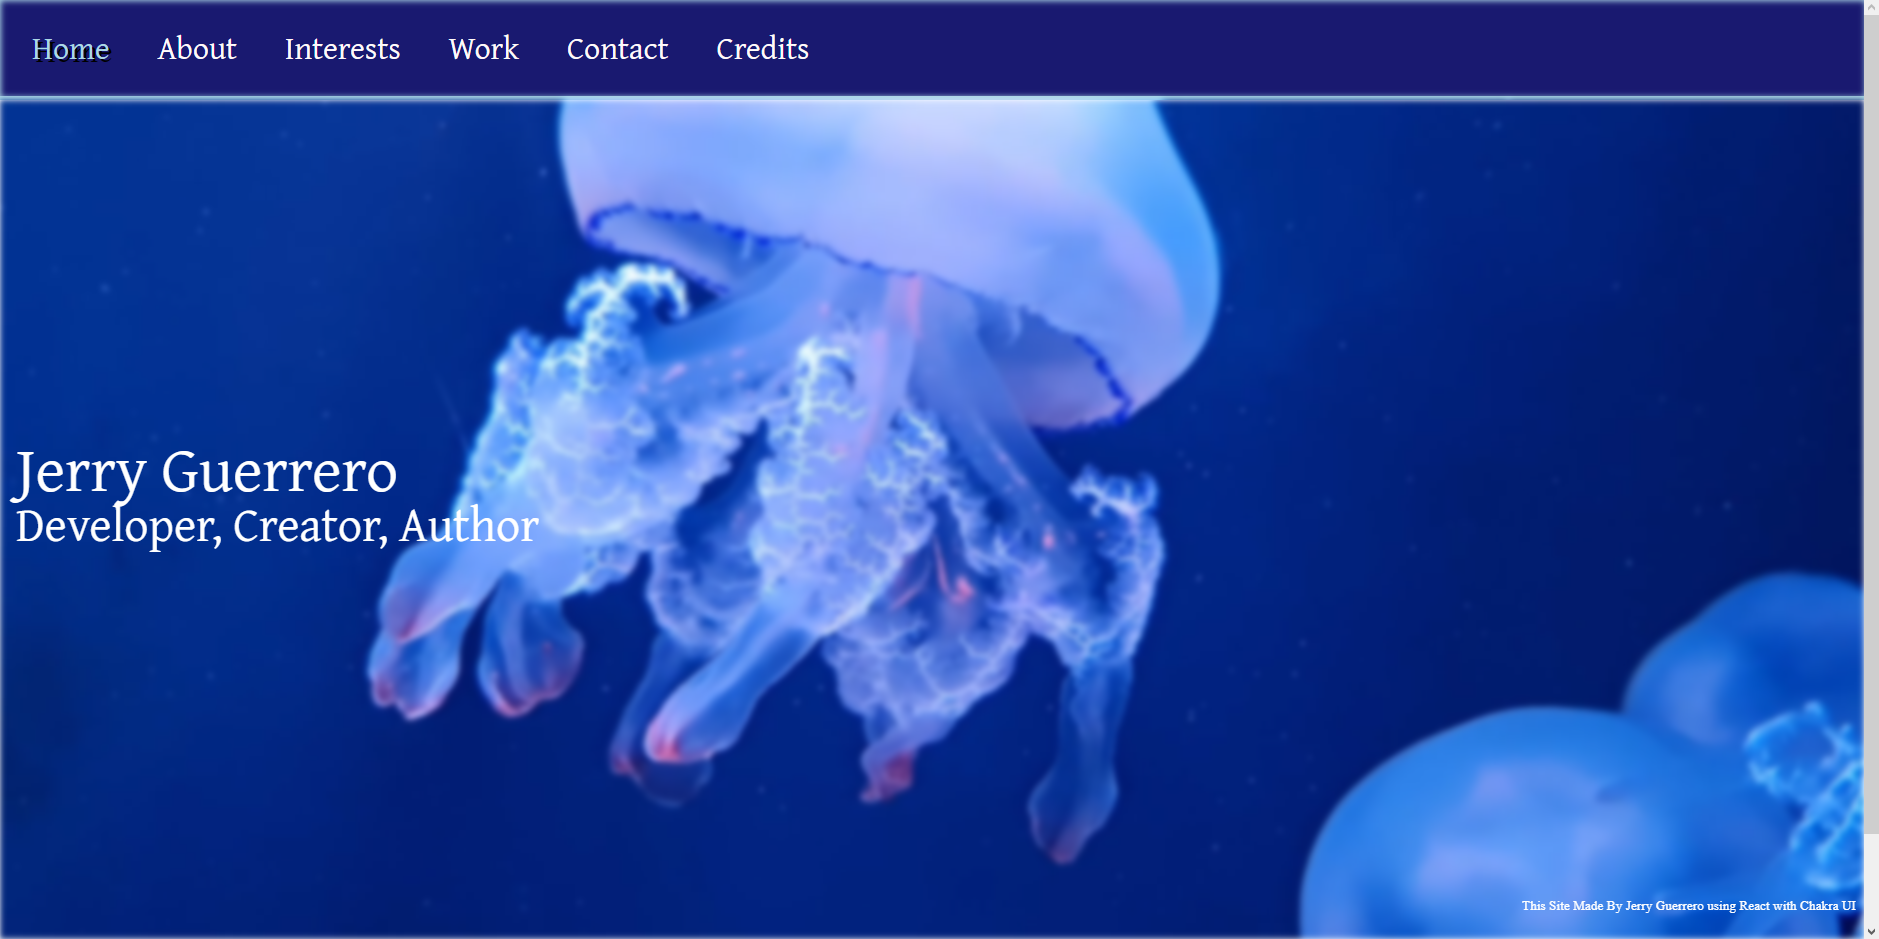 Home About Interests Work Contact Credits
Jerry Guerrero
Developer, Creator, Author
This Site Made By Jerry Guerrero using React with Chakra UI